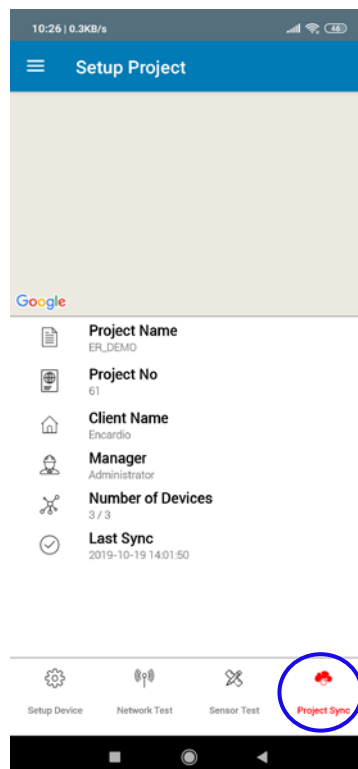 10:26 | 0.3KB/s 46
Setup Project
Google
Project Name
ER_DEMO
Project No
61
Client Name
Encardio
Manager
Administrator
Number of Devices
3 / 3
Last Sync
2019-10-19 14:01:50
Setup Device Network Test Sensor Test Project Sync